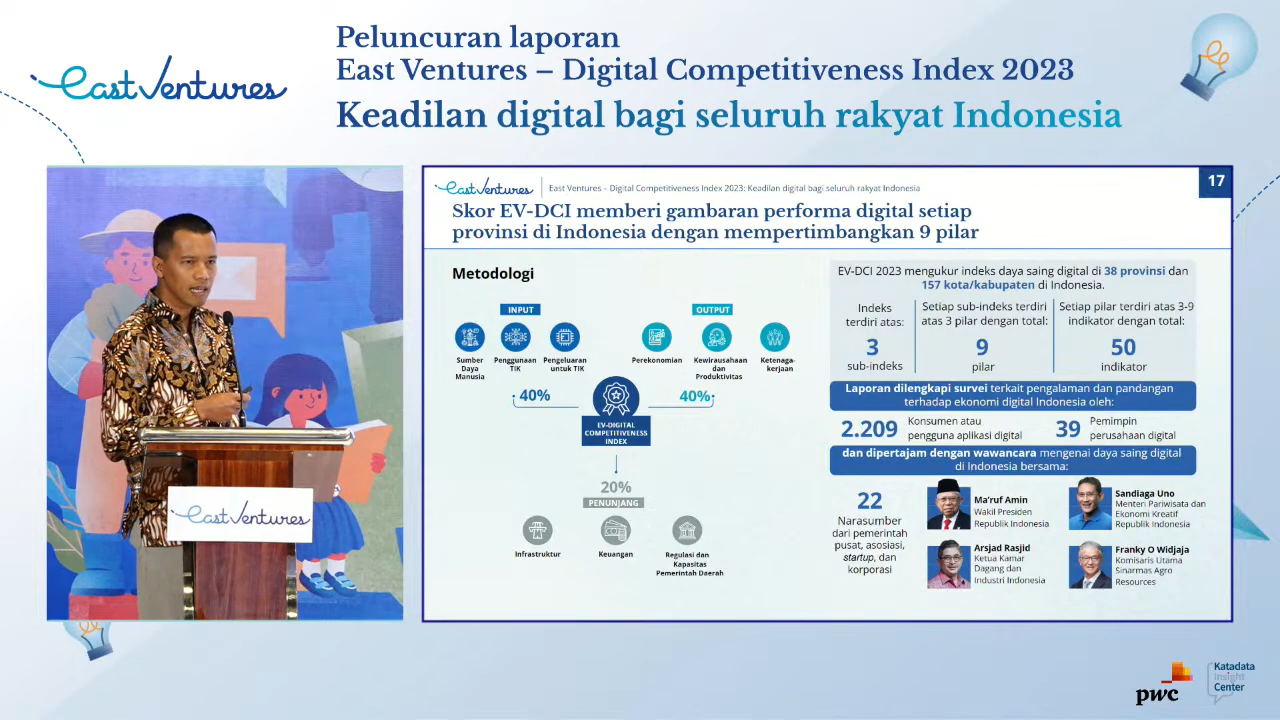 East Ventures
Peluncuran laporan
East Ventures – Digital Competitiveness Index 2023
Keadilan digital bagi seluruh rakyat Indonesia
East Ventures
East Ventures
East Ventures – Digital Competitiveness Index 2023: Keadilan digital bagi seluruh rakyat Indonesia
17
Skor EV-DCI memberi gambaran performa digital setiap
provinsi di Indonesia dengan mempertimbangkan 9 pilar
Metodologi
INPUT
Sumber
Daya
Manusia
Penggunaan
TIK
Pengeluaran
untuk TIK
40%
OUTPUT
Perekonomian
Kewirausahaan
dan
Produktivitas
Ketenaga-
kerjaan
40%
EV-DIGITAL
COMPETITIVENESS
INDEX
20%
PENUNJANG
Infrastruktur
Keuangan
Regulasi dan
Kapasitas
Pemerintah Daerah
EV-DCI 2023 mengukur indeks daya saing digital di 38 provinsi dan
157 kota/kabupaten di Indonesia.
Indeks
terdiri atas:
3
sub-indeks
Setiap sub-indeks terdiri
atas 3 pilar dengan total:
9
pilar
Setiap pilar terdiri atas 3-9
indikator dengan total:
50
indikator
Laporan dilengkapi survei terkait pengalaman dan pandangan
terhadap ekonomi digital Indonesia oleh:
2.209
Konsumen atau
pengguna aplikasi digital
39
Pemimpin
perusahaan digital
dan dipertajam dengan wawancara mengenai daya saing digital
di Indonesia bersama:
22
Narasumber
dari pemerintah
pusat, asosiasi,
startup, dan
korporasi
Ma'ruf Amin
Wakil Presiden
Republik Indonesia
Sandiaga Uno
Menteri Pariwisata dan
Ekonomi Kreatif
Republik Indonesia
Arsjad Rasjid
Ketua Kamar
Dagang dan
Industri Indonesia
Franky O Widjaja
Komisaris Utama
Sinarmas Agro
Resources
pwc
Katadata
Insight
Center